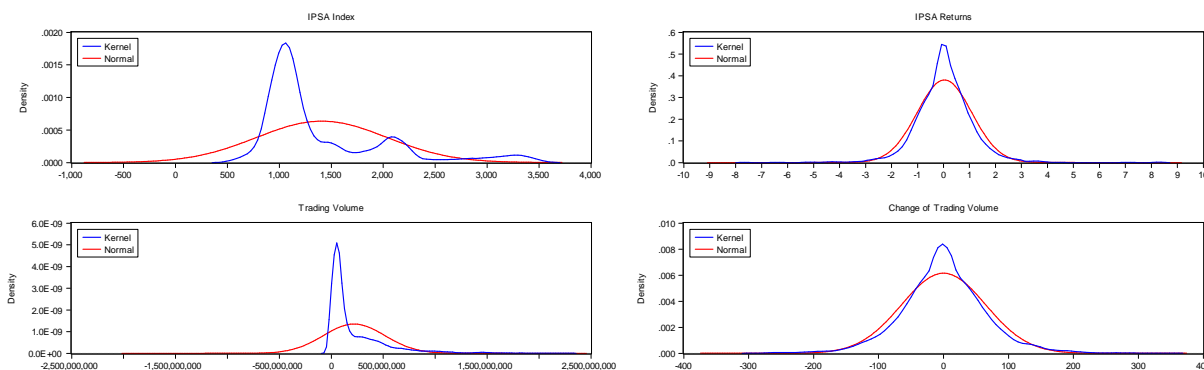 IPSA Index
Kernel
Normal
Density
.0020
.0015
.0010
.0005
.0000
-1,000 -500 0 500 1,000 1,500 2,000 2,500 3,000 3,500 4,000
IPSA Returns
Kernel
Normal
Density
.6
.5
.4
.3
.2
.1
.0
-10 -9 -8 -7 -6 -5 -4 -3 -2 -1 0 1 2 3 4 5 6 7 8 9
Trading Volume
Kernel
Normal
Density
6.0E-09
5.0E-09
4.0E-09
3.0E-09
2.0E-09
1.0E-09
0.0E+00
-2,500,000,000 -1,500,000,000 -500,000,000 0 500,000,000 1,500,000,000 2,500,000,000
Change of Trading Volume
Kernel
Normal
Density
.010
.008
.006
.004
.002
.000
-400 -300 -200 -100 0 100 200 300